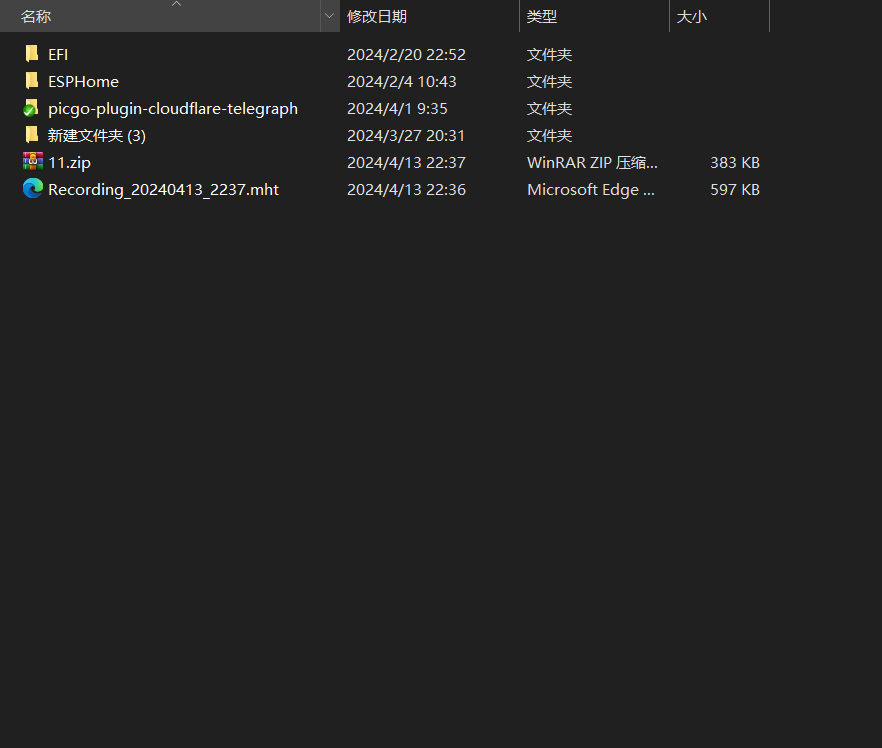 名称 修改日期 类型 大小
EFI 2024/2/20 22:52 文件夹
ESPHome 2024/2/4 10:43 文件夹
picgo-plugin-cloudflare-telegraph 2024/4/1 9:35 文件夹
新建文件夹 (3) 2024/3/27 20:31 文件夹
11.zip 2024/4/13 22:37 WinRAR ZIP 压缩... 383 KB
Recording_20240413_2237.mht 2024/4/13 22:36 Microsoft Edge ... 597 KB